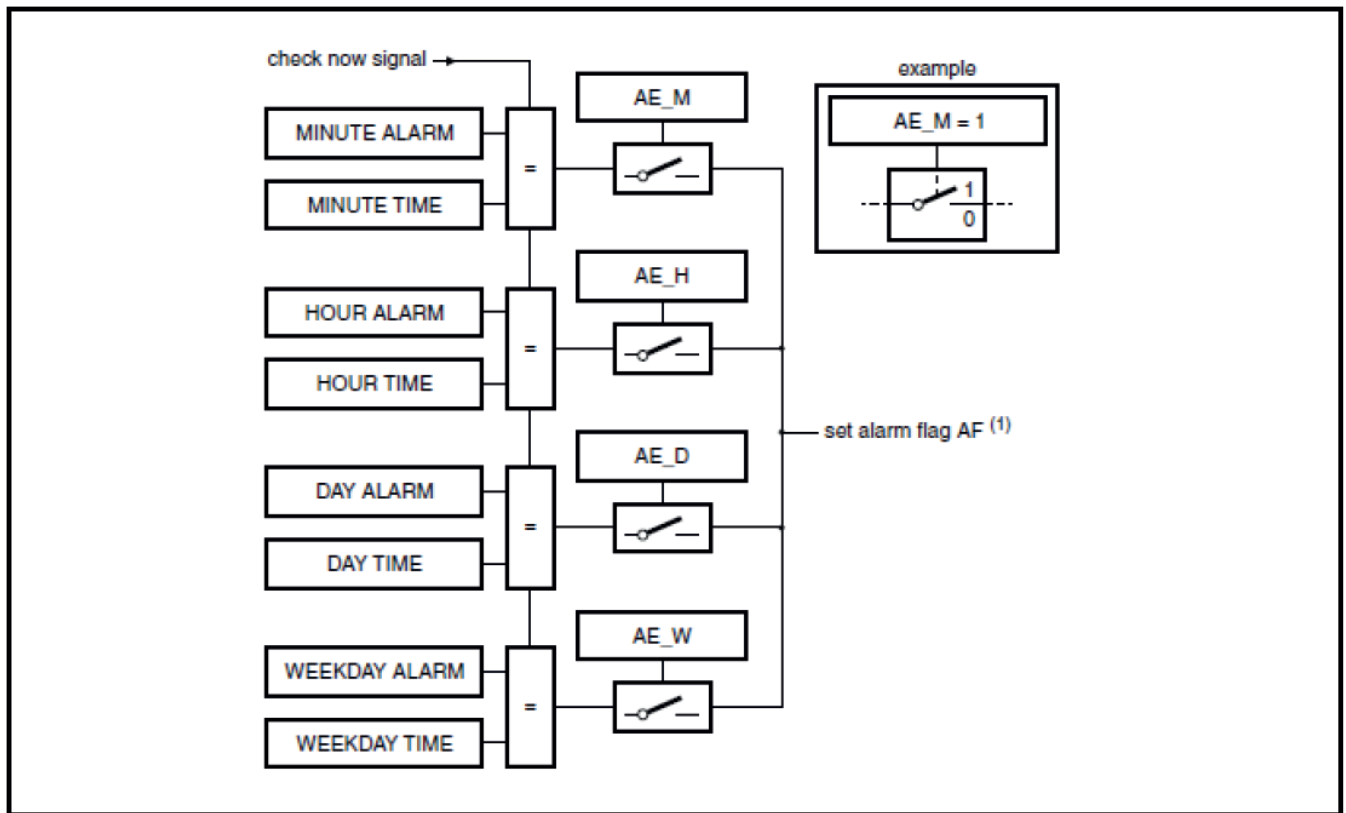 check now signal
MINUTE ALARM
MINUTE TIME
=
AE_M
HOUR ALARM
HOUR TIME
=
AE_H
DAY ALARM
DAY TIME
=
AE_D
WEEKDAY ALARM
WEEKDAY TIME
=
AE_W
example
AE_M = 1
1
0
set alarm flag AF (1)